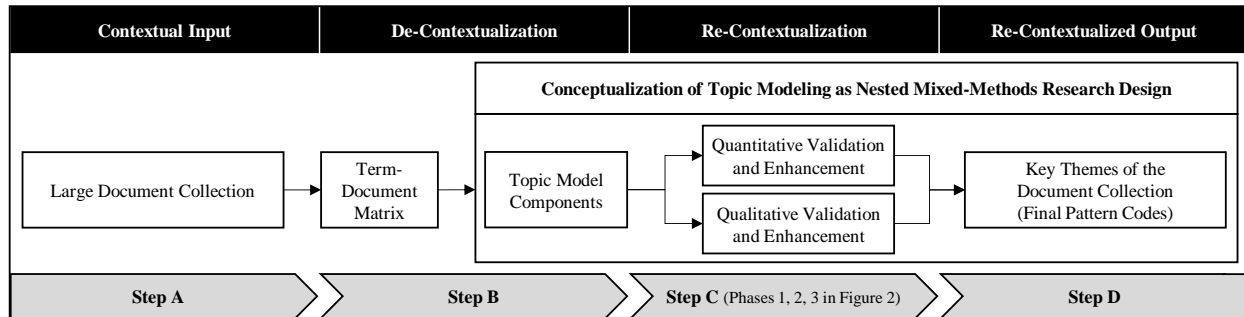 Contextual Input
De-Contextualization
Re-Contextualization
Re-Contextualized Output
Conceptualization of Topic Modeling as Nested Mixed-Methods Research Design
Large Document Collection
Term-
Document
Matrix
Topic Model
Components
Quantitative Validation
and Enhancement
Qualitative Validation
and Enhancement
Key Themes of the
Document Collection
(Final Pattern Codes)
Step A
Step B
Step C (Phases 1, 2, 3 in Figure 2)
Step D